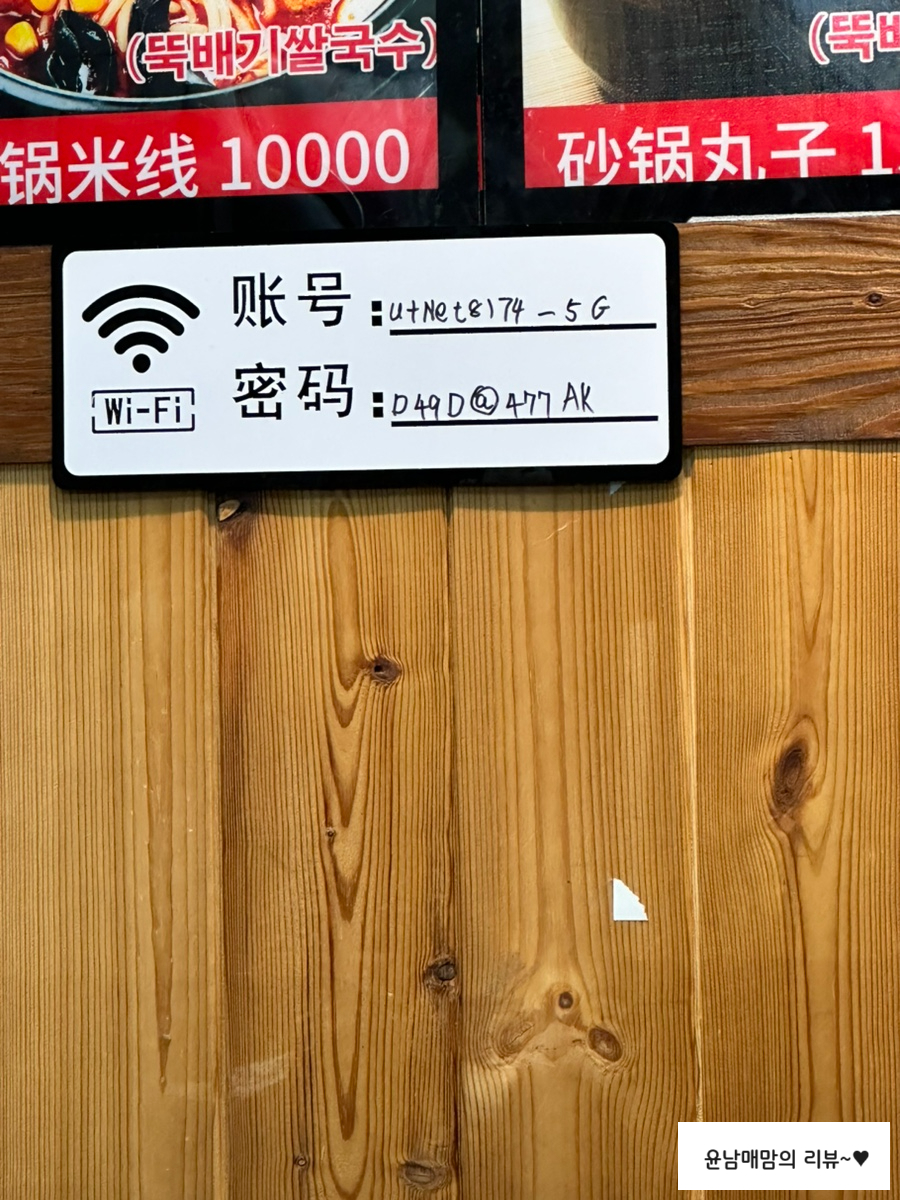 (뚝배기쌀국수)
锅米线 10000
砂锅丸子
账号:UtNet8174-5G
Wi-Fi
密码:D49D@477AK
윤남매맘의 리뷰~♥